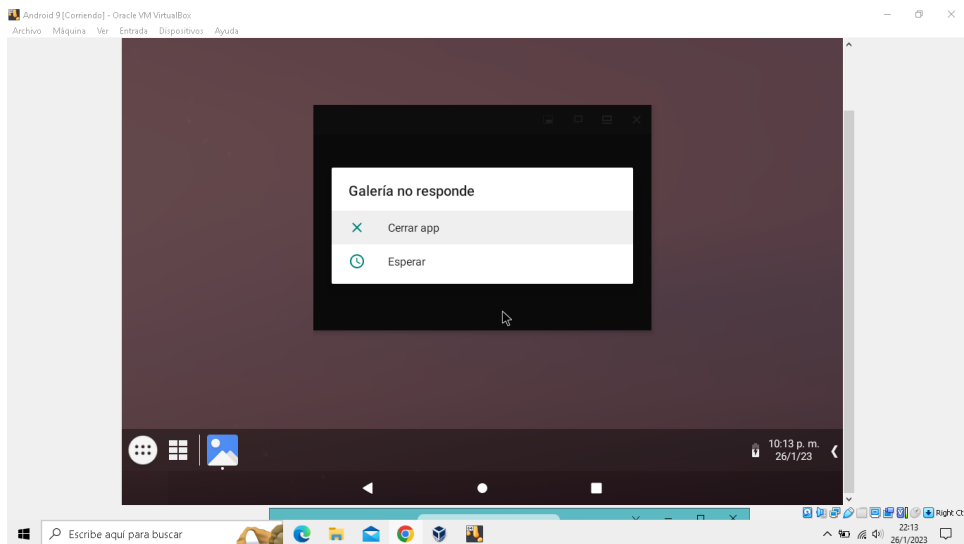 Android 9 [Corriendo] - Oracle VM VirtualBox
Archivo Máquina Ver Entrada Dispositivos Ayuda
Galería no responde
Cerrar app
Esperar
10:13 p. m.
26/1/23
Right Ct
Escribe aquí para buscar
22:13
26/1/2023